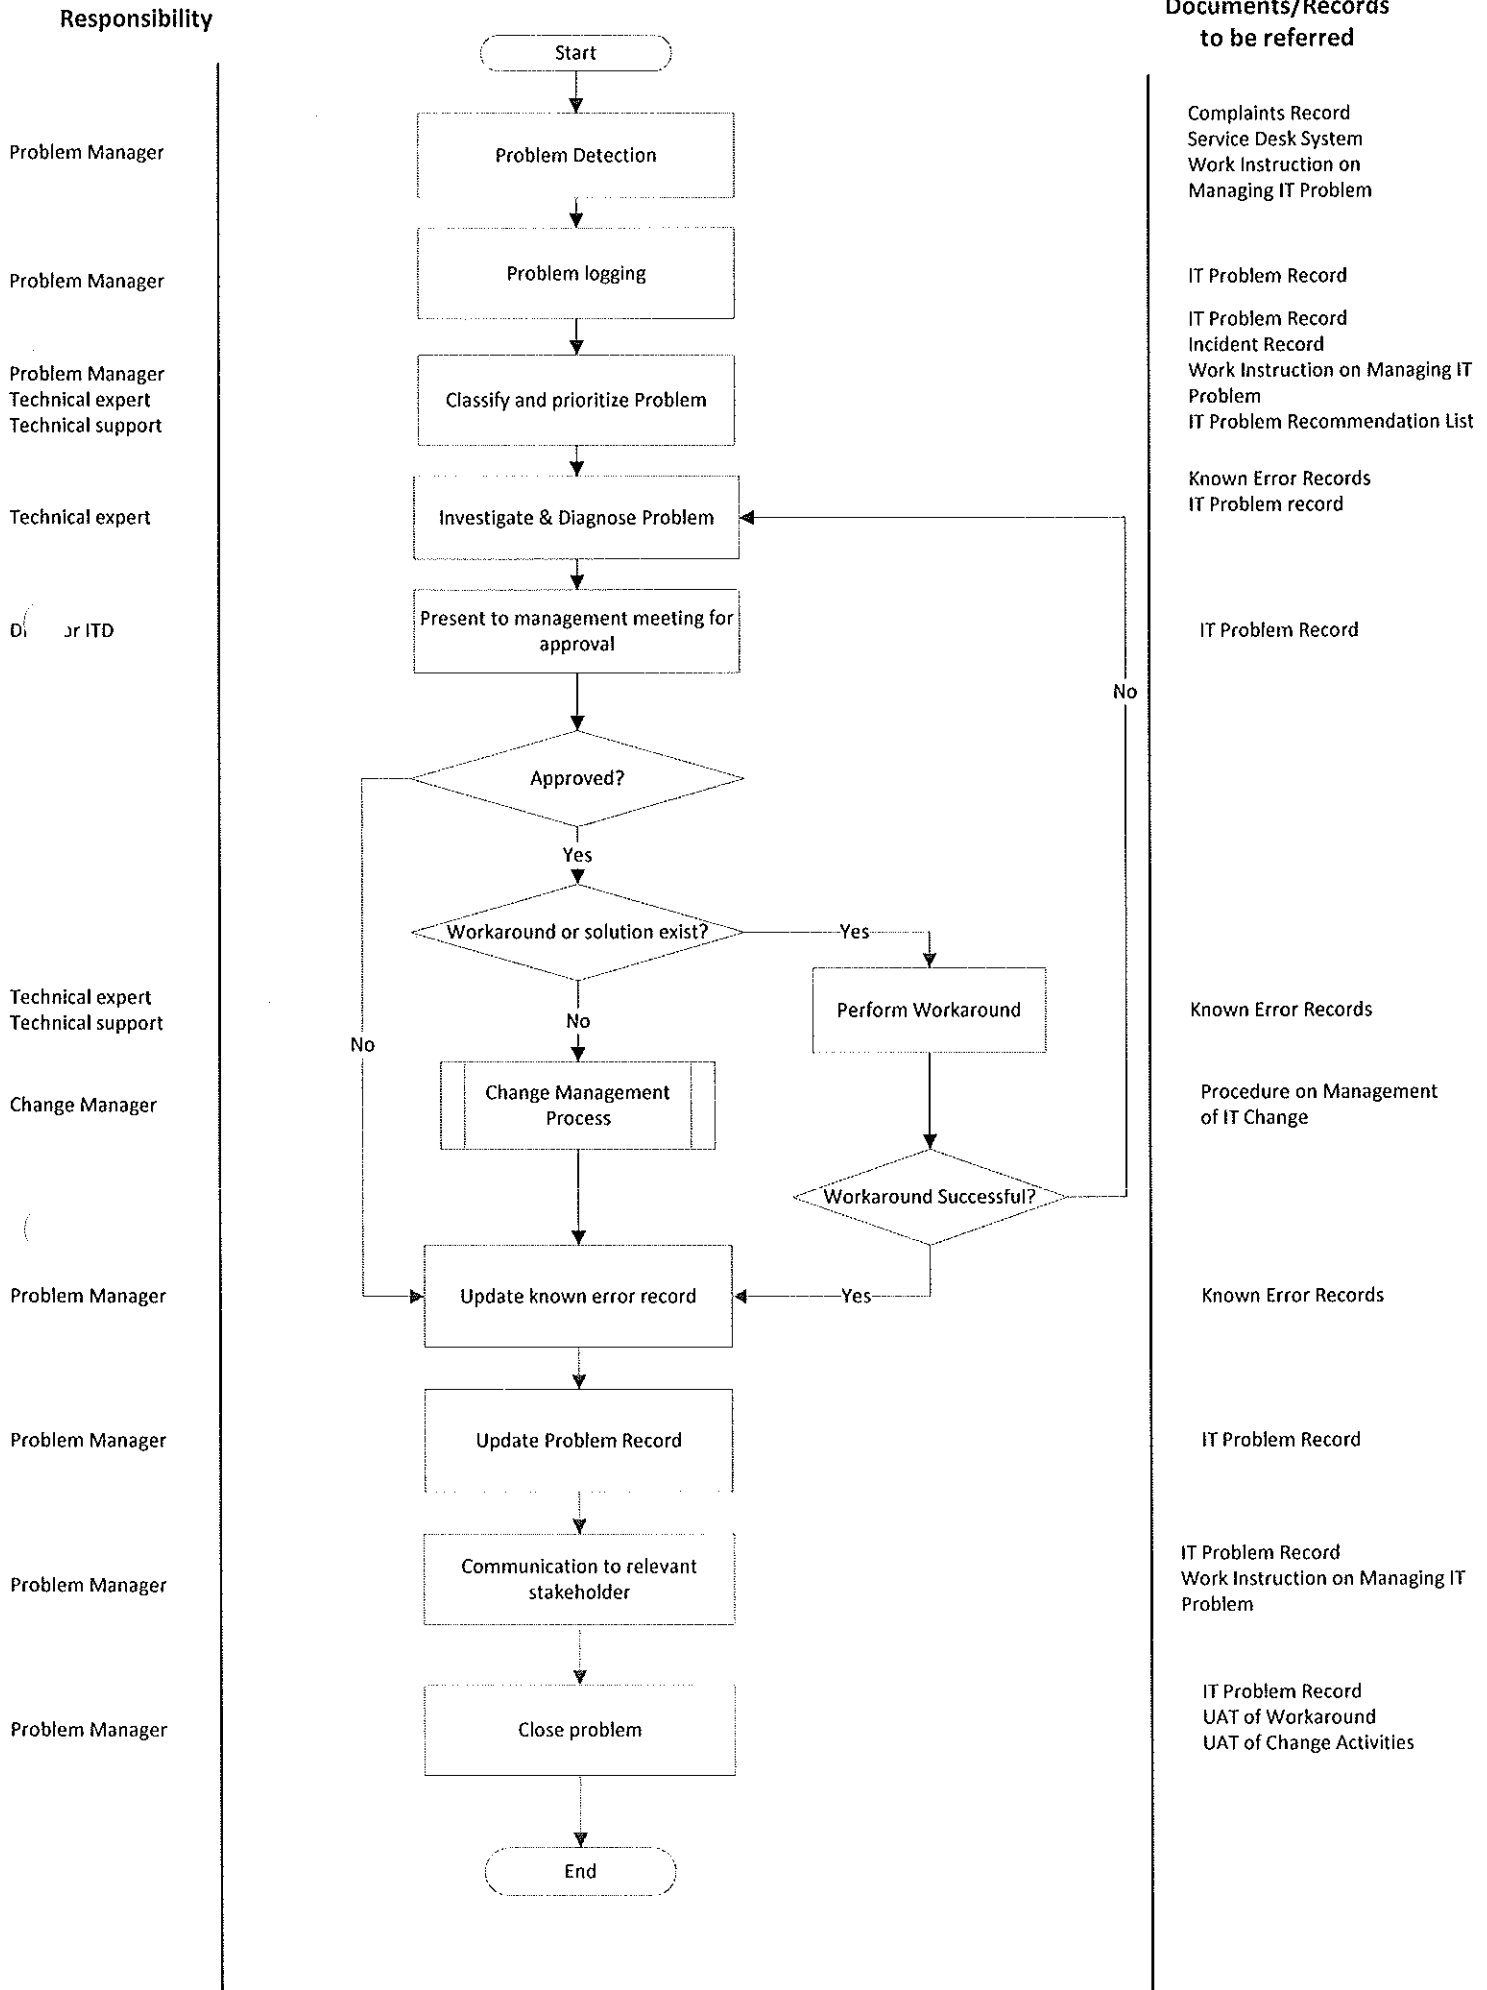 Responsibility
Documents/Records
to be referred
Start
Problem Manager
Problem Detection
Complaints Record
Service Desk System
Work Instruction on
Managing IT Problem
Problem Manager
Problem logging
IT Problem Record
Problem Manager
Technical expert
Technical support
Classify and prioritize Problem
IT Problem Record
Incident Record
Work Instruction on Managing IT
Problem
IT Problem Recommendation List
Technical expert
Investigate & Diagnose Problem
Known Error Records
IT Problem record
ITD
Present to management meeting for
approval
IT Problem Record
No
Approved?
Yes
Workaround or solution exist?
Yes
Technical expert
Technical support
No
No
Perform Workaround
Known Error Records
Change Manager
Change Management
Process
Procedure on Management
of IT Change
Workaround Successful?
Problem Manager
Update known error record
Yes
Known Error Records
Problem Manager
Update Problem Record
IT Problem Record
Problem Manager
Communication to relevant
stakeholder
IT Problem Record
Work Instruction on Managing IT
Problem
Problem Manager
Close problem
IT Problem Record
UAT of Workaround
UAT of Change Activities
End